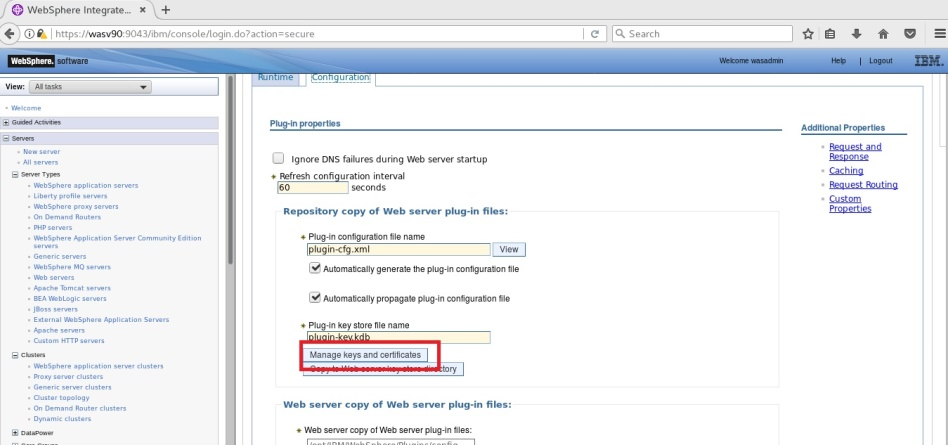 WebSphere Integrate...
https://wasv90:9043/ibm/console/login.do?action=secure
Search
WebSphere. software
Welcome wasadmin
Help | Logout
IBM.
View: All tasks
Welcome
Guided Activities
Servers
New server
All servers
Server Types
WebSphere application servers
Liberty profile servers
WebSphere proxy servers
On Demand Routers
PHP servers
WebSphere Application Server Community Edition
servers
Generic servers
WebSphere MQ servers
Web servers
Apache Tomcat servers
BEA WebLogic servers
JBoss servers
External WebSphere Application Servers
Apache servers
Custom HTTP servers
Clusters
WebSphere application server clusters
Proxy server clusters
Generic server clusters
Cluster topology
On Demand Router clusters
Dynamic clusters
DataPower
Runtime
Configuration
Plug-in properties
Ignore DNS failures during Web server startup
Refresh configuration interval
60 seconds
Repository copy of Web server plug-in files:
Plug-in configuration file name
plugin-cfg.xml View
Automatically generate the plug-in configuration file
Automatically propagate plug-in configuration file
Plug-in key store file name
plugin-key.kdb
Manage keys and certificates
Copy to Web server key store directory
Web server copy of Web server plug-in files:
Web server copy of Web server plug-in files:
/opt/IBM/WebSphere/Plugins/config
Additional Properties
Request and
Response
Caching
Request Routing
Custom
Properties